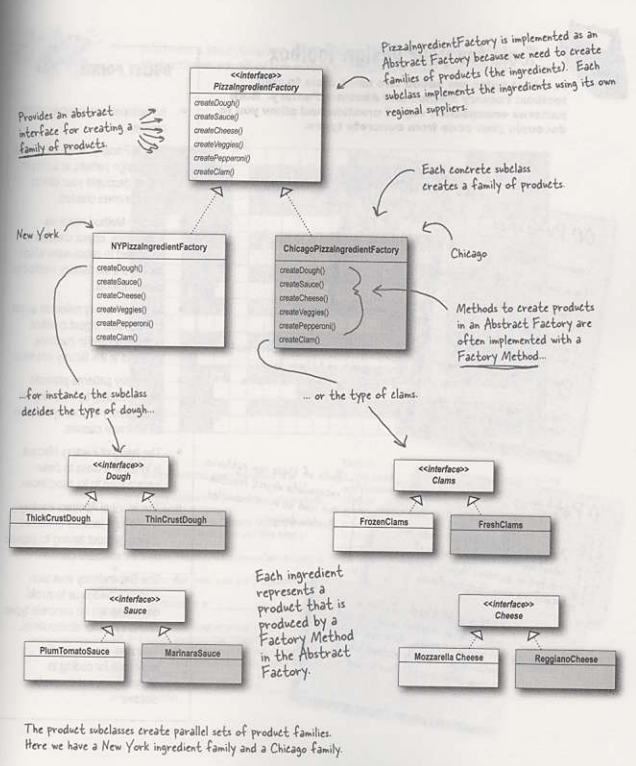 PizzaIngredientFactory is implemented as an
Abstract Factory because we need to create
families of products (the ingredients). Each
subclass implements the ingredients using its own
regional suppliers.
<<interface>>
PizzaIngredientFactory
createDough()
createSauce()
createCheese()
createVeggies()
createPepperoni()
createClam()
Provides an abstract
interface for creating a
family of products.
Each concrete subclass
creates a family of products.
New York
Chicago
NYPizzaIngredientFactory
createDough()
createSauce()
createCheese()
createVeggies()
createPepperoni()
createClam()
ChicagoPizzaIngredientFactory
createDough()
createSauce()
createCheese()
createVeggies()
createPepperoni()
createClam()
Methods to create products
in an Abstract Factory are
often implemented with a
Factory Method...
...for instance, the subclass
decides the type of dough...
... or the type of clams.
<<interface>>
Dough
ThickCrustDough
ThinCrustDough
<<interface>>
Clams
FrozenClams
FreshClams
Each ingredient
represents a
product that is
produced by a
Factory Method
in the Abstract
Factory.
<<interface>>
Sauce
PlumTomatoSauce
MarinaraSauce
<<interface>>
Cheese
Mozzarella Cheese
ReggianoCheese
The product subclasses create parallel sets of product families.
Here we have a New York ingredient family and a Chicago family.